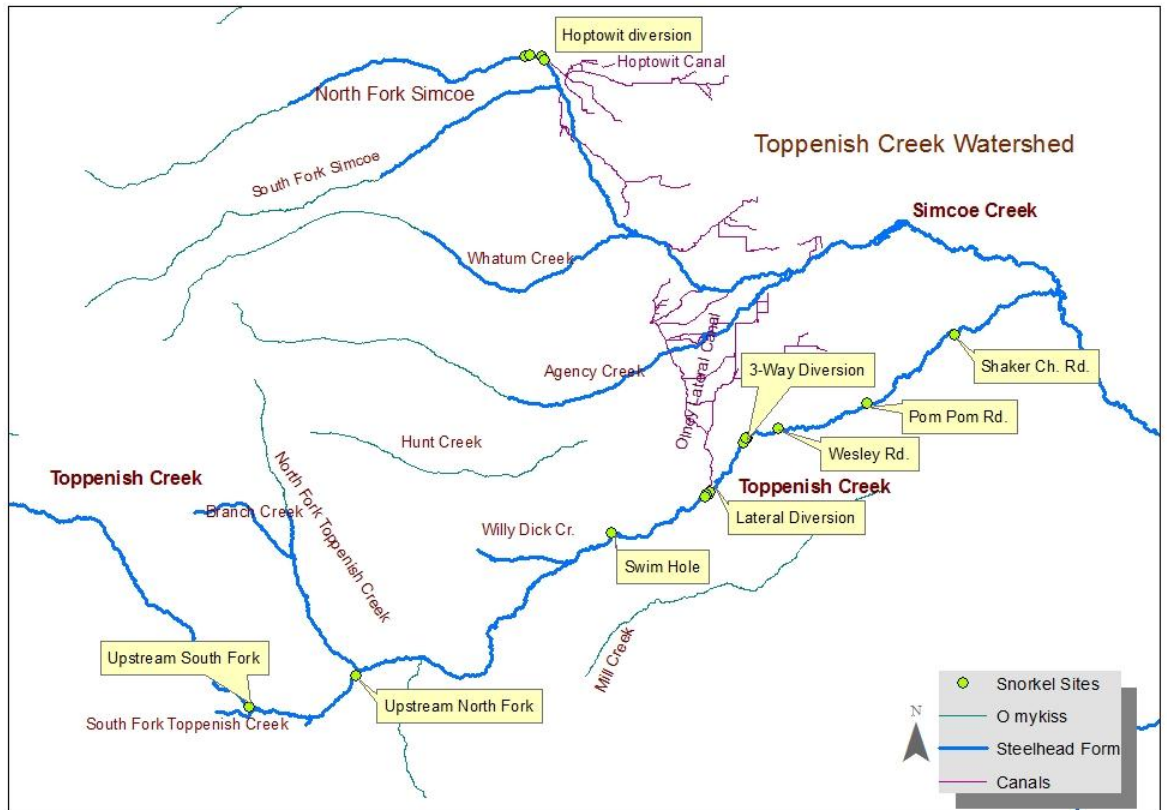 Hoptowit diversion
Hoptowit Canal
North Fork Simcoe
South Fork Simcoe
Toppenish Creek Watershed
Simcoe Creek
Whatum Creek
Olney Lateral Canal
3-Way Diversion
Shaker Ch. Rd.
Agency Creek
Pom Pom Rd.
Hunt Creek
Wesley Rd.
Toppenish Creek
North Fork Toppenish Creek
Toppenish Creek
Branch Creek
Lateral Diversion
Willy Dick Cr.
Swim Hole
Mill Creek
Upstream South Fork
Upstream North Fork
South Fork Toppenish Creek
N
Snorkel Sites
O mykiss
Steelhead Form
Canals